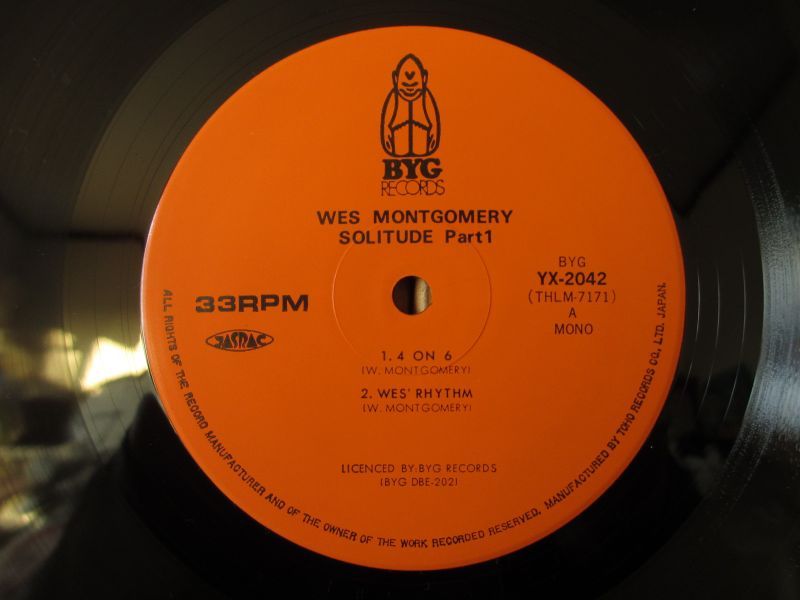 BYG
RECORDS
WES MONTGOMERY
SOLITUDE Part1
BYG
YX-2042
(THLM-7171)
A
MONO
33RPM
JASRAC
1. 4 ON 6
(W. MONTGOMERY)
2. WES' RHYTHM
(W. MONTGOMERY)
LICENCED BY: BYG RECORDS
(BYG DBE-202)
ALL RIGHTS OF THE RECORD MANUFACTURER AND OF THE OWNER OF THE WORK RECORDED RESERVED. MANUFACTURED BY TOHO RECORDS CO., LTD. JAPAN.